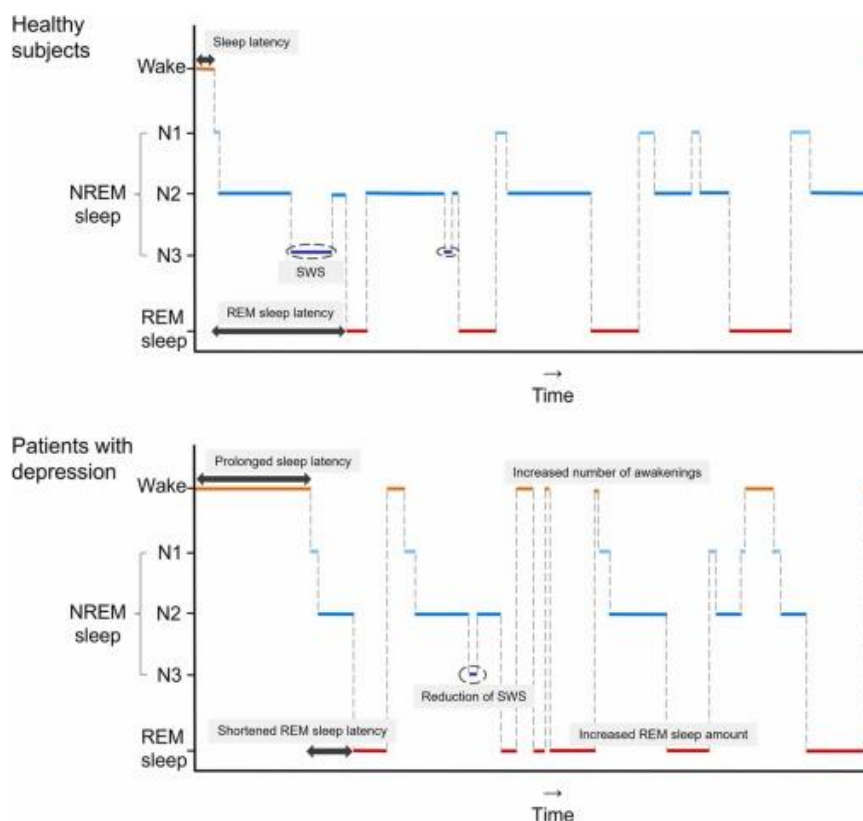 Healthy
subjects
Sleep latency
Wake
N1
NREM
sleep
N2
N3
SWS
REM sleep latency
REM
sleep
→
Time
Patients with
depression
Prolonged sleep latency
Increased number of awakenings
Wake
N1
NREM
sleep
N2
N3
Reduction of SWS
Shortened REM sleep latency
Increased REM sleep amount
REM
sleep
→
Time